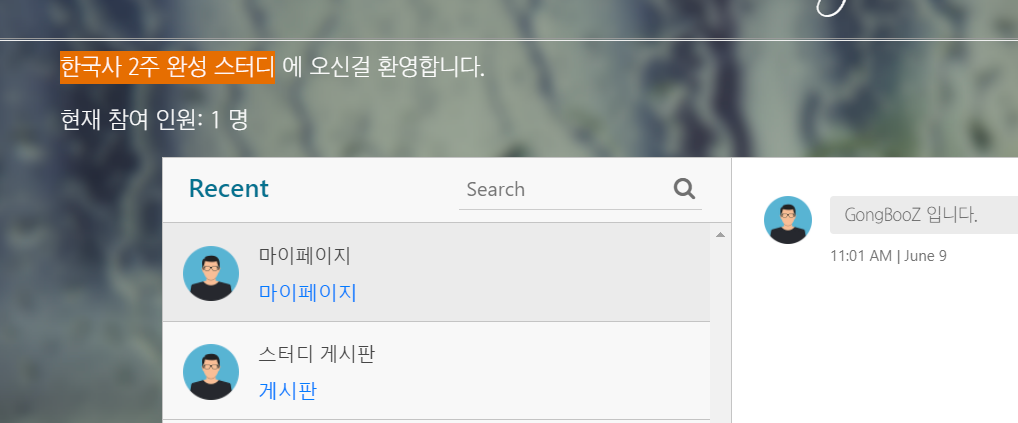 한국사 2주 완성 스터디 에 오신걸 환영합니다.
현재 참여 인원: 1 명
Recent
Search
마이페이지
마이페이지
스터디 게시판
게시판
GongBooZ 입니다.
11:01 AM | June 9